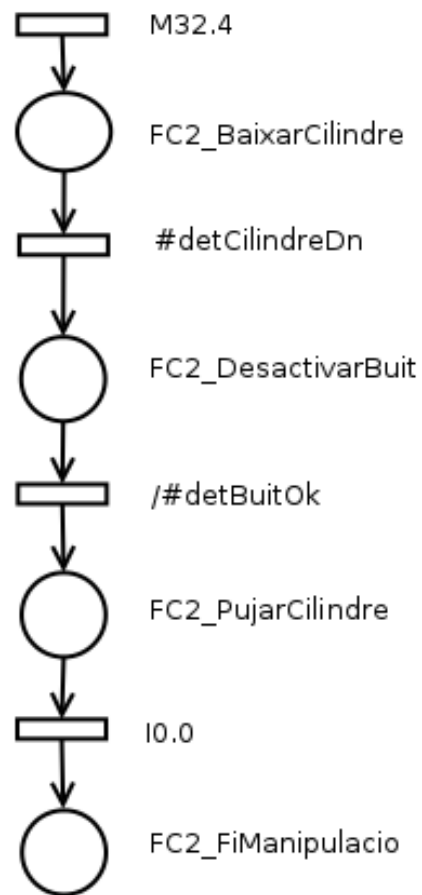 M32.4
FC2_BaixarCilindre
#detCilindreDn
FC2_DesactivarBuit
/#detBuitOk
FC2_PujarCilindre
I0.0
FC2_FiManipulacio